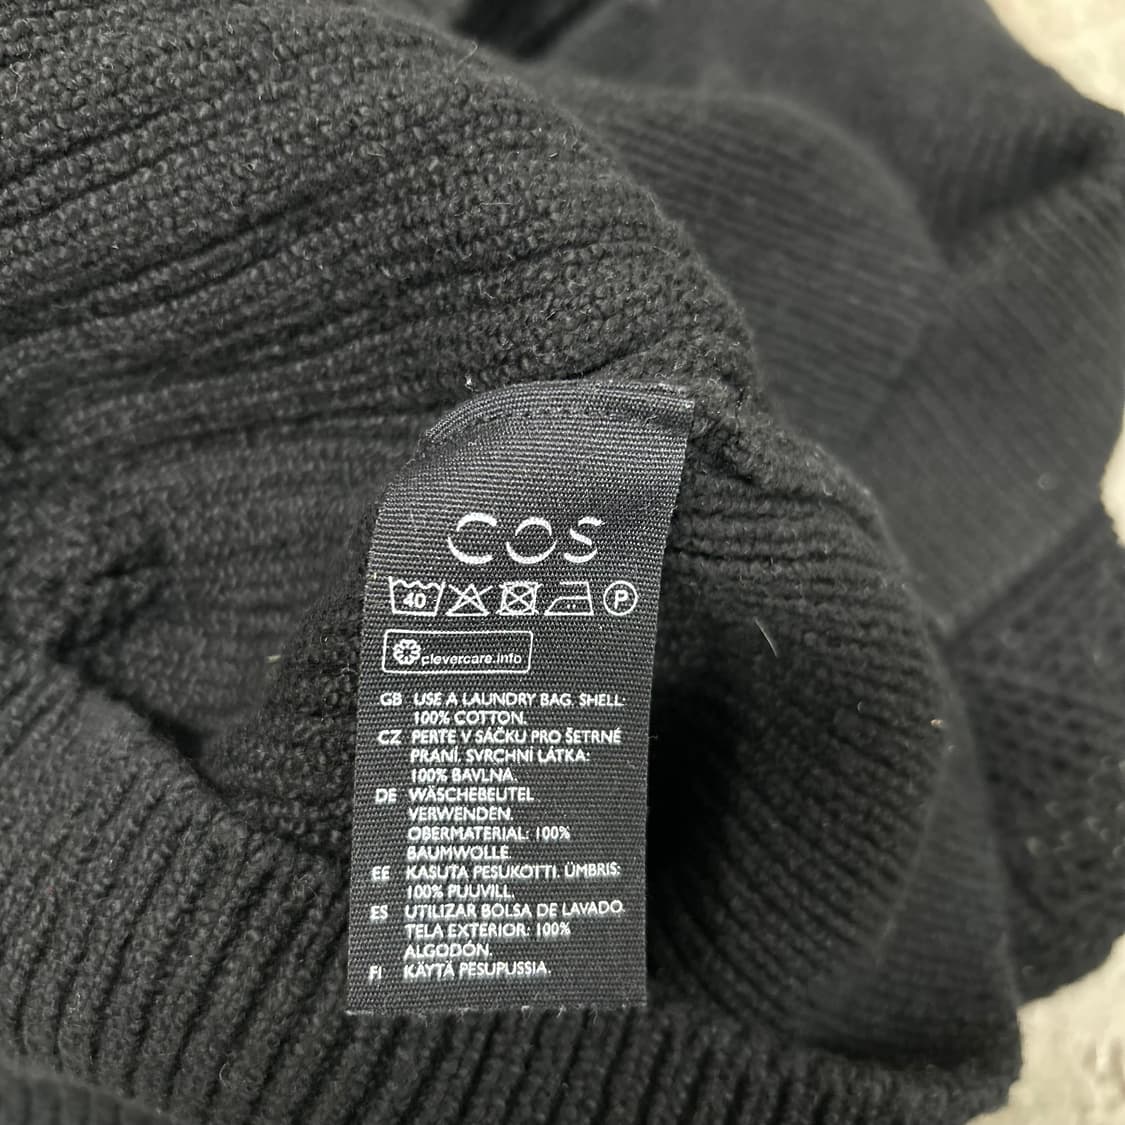 COS
40 P
clevercare.info
GB USE A LAUNDRY BAG. SHELL:
100% COTTON.
CZ PERTE V SÁČKU PRO ŠETRNÉ
PRANÍ. SVRCHNÍ LÁTKA:
100% BAVLNA.
DE WÄSCHEBEUTEL
VERWENDEN.
OBERMATERIAL: 100%
BAUMWOLLE.
EE KASUTA PESUKOTTI. ÜMBRIS:
100% PUUVILL.
ES UTILIZAR BOLSA DE LAVADO.
TELA EXTERIOR: 100%
ALGODÓN.
FI KÄYTÄ PESUPUSSIA.